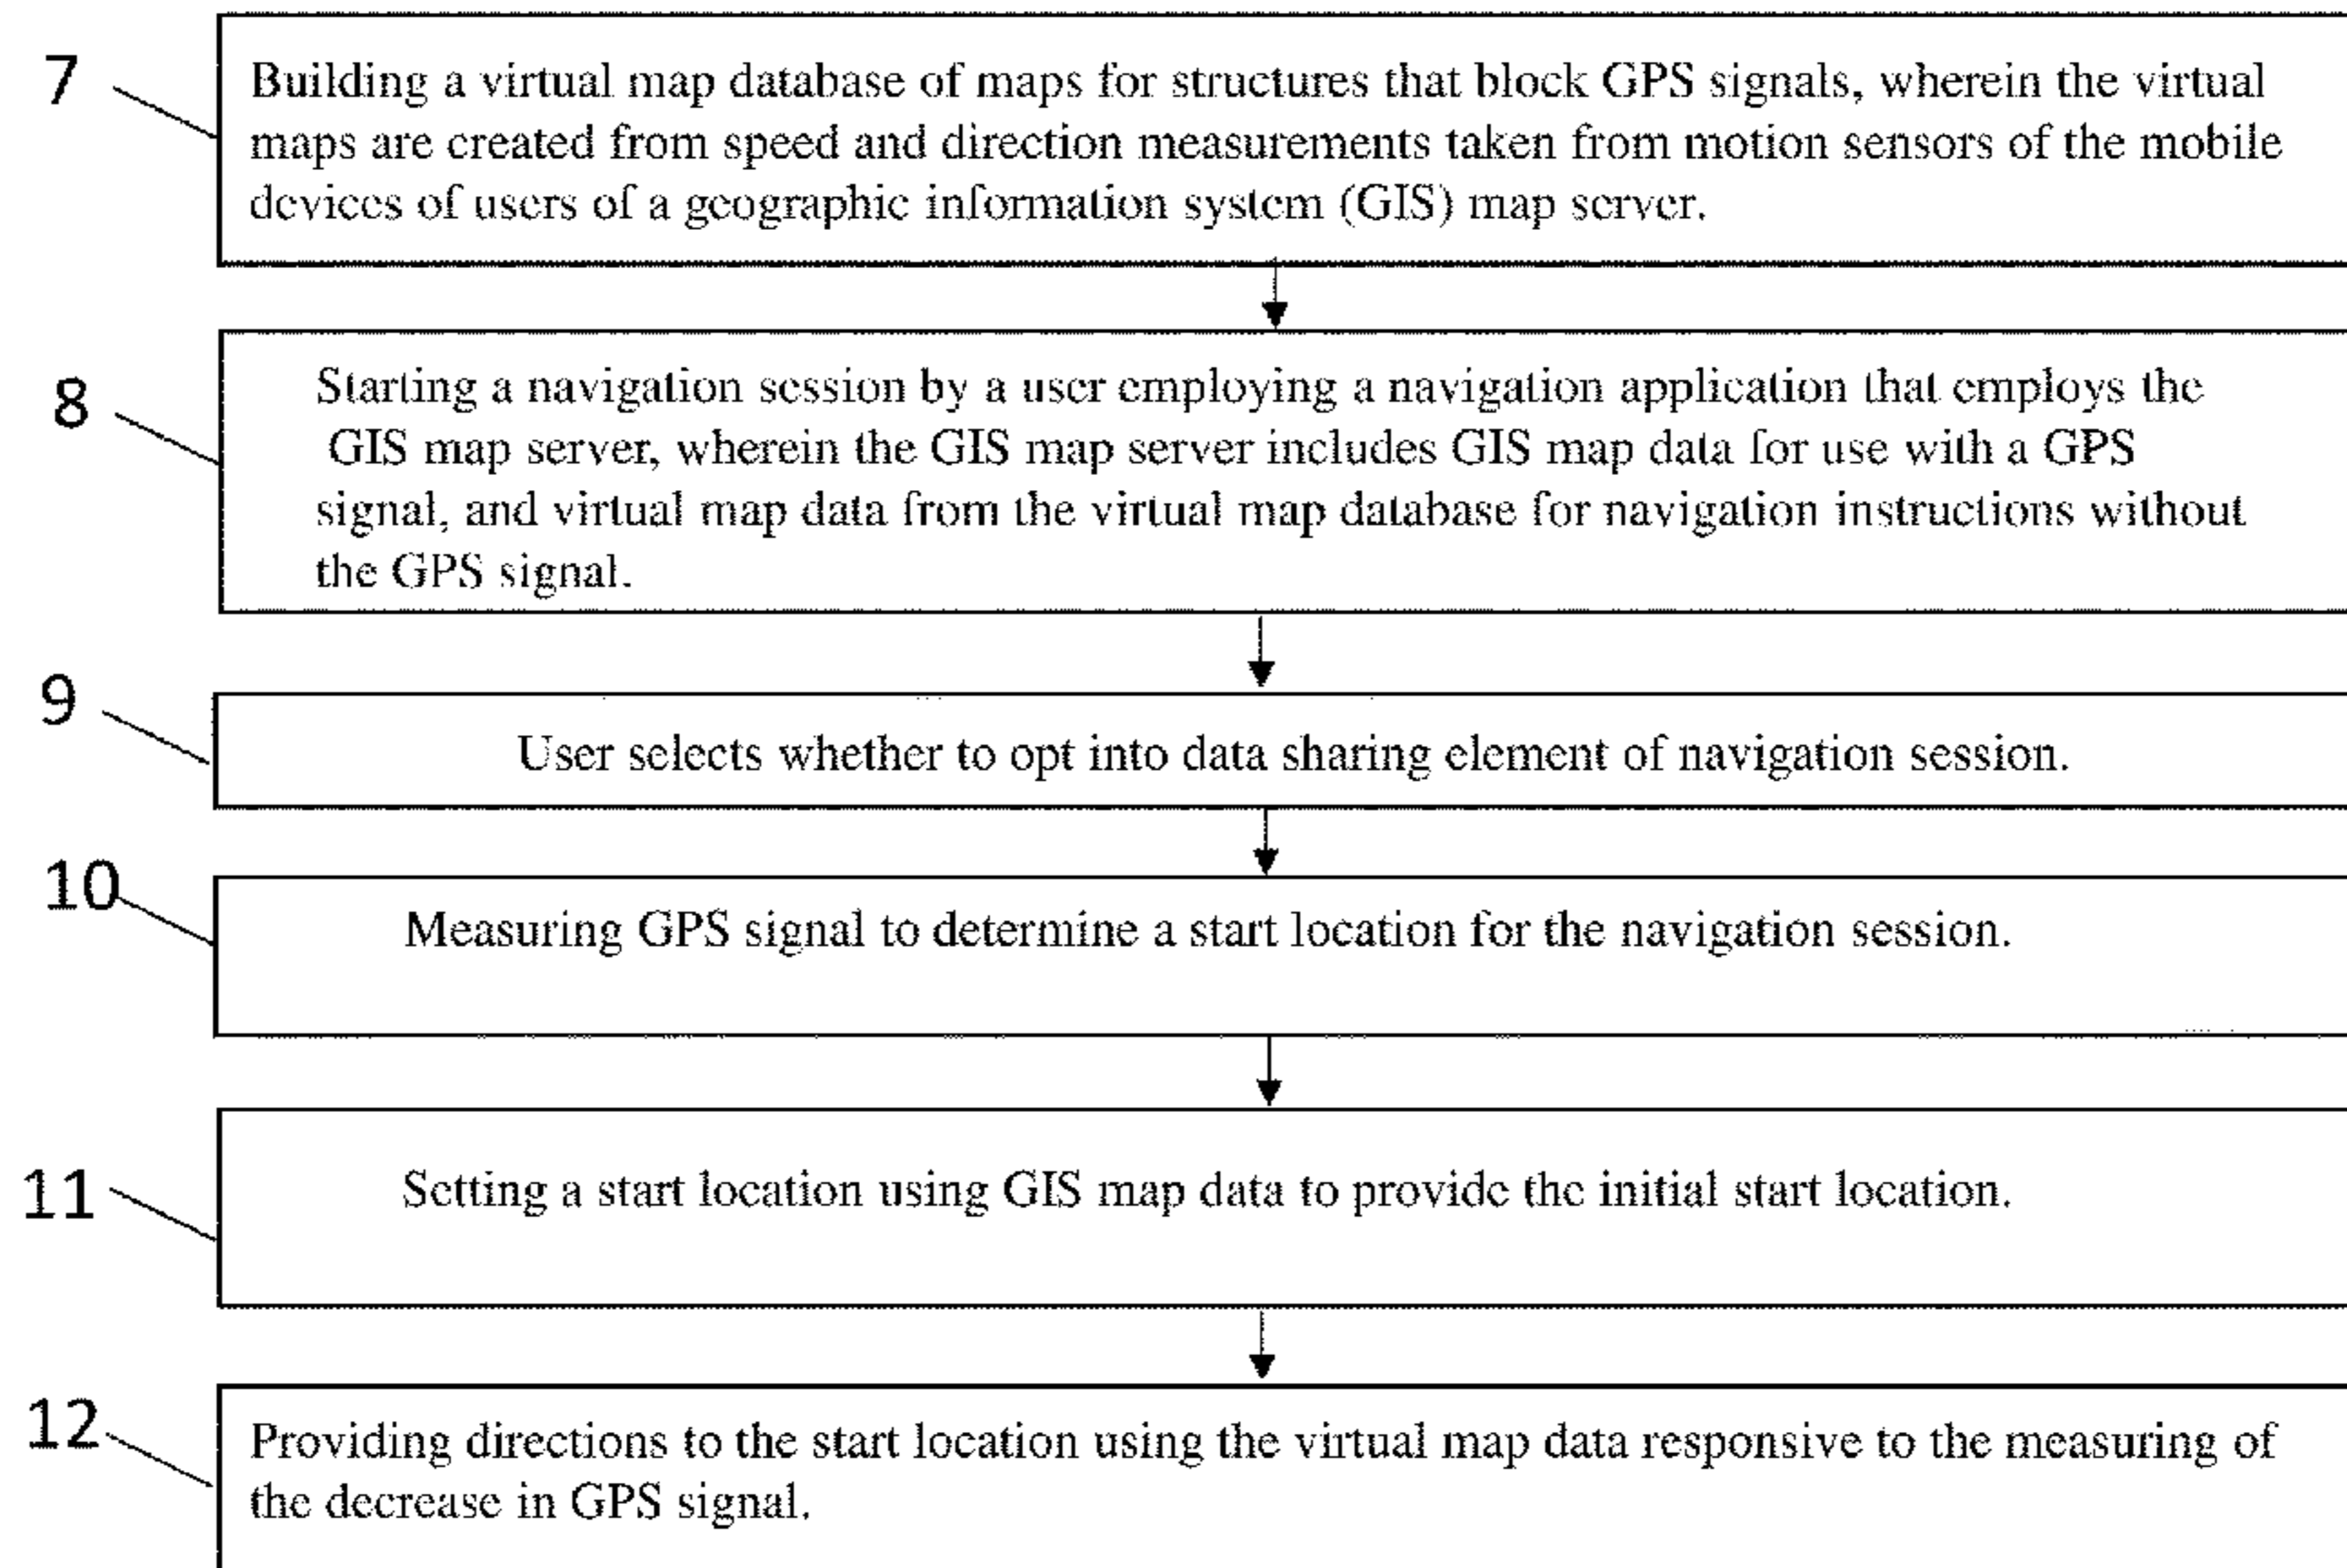 7
Building a virtual map database of maps for structures that block GPS signals, wherein the virtual
maps are created from speed and direction measurements taken from motion sensors of the mobile
devices of users of a geographic information system (GIS) map server.
8
Starting a navigation session by a user employing a navigation application that employs the
GIS map server, wherein the GIS map server includes GIS map data for use with a GPS
signal, and virtual map data from the virtual map database for navigation instructions without
the GPS signal.
9
User selects whether to opt into data sharing element of navigation session.
10
Measuring GPS signal to determine a start location for the navigation session.
11
Setting a start location using GIS map data to provide the initial start location.
12
Providing directions to the start location using the virtual map data responsive to the measuring of
the decrease in GPS signal.